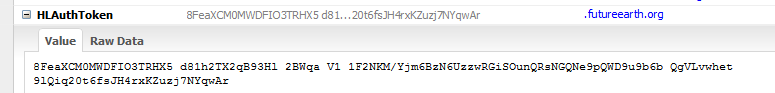 HLAuthToken 8FeaXCM0MWDFIO3TRHX5 d81...20t6fsJH4rxKZuzj7NYqwAr .futureearth.org
Value Raw Data
8FeaXCM0MWDFIO3TRHX5 d81h2TX2qB93Hl 2BWqa V1 1F2NKM/Yjm6BzN6UzzwRGiSOunQRsNGQNe9pQWD9u9b6b QgVLvwhet
9lQiq20t6fsJH4rxKZuzj7NYqwAr